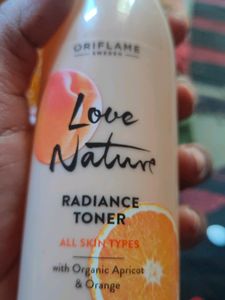 ORIFLAME
SWEDEN
Love
Nature
RADIANCE
TONER
ALL SKIN TYPES
with Organic Apricot
& Orange